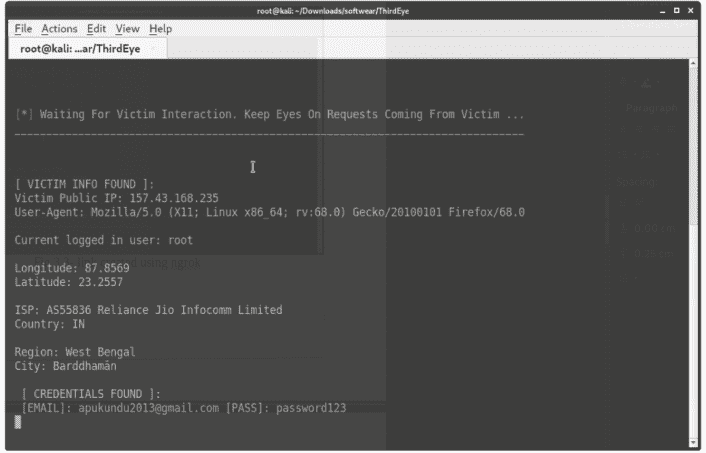 root@kali: ~/Downloads/softwear/ThirdEye
File Actions Edit View Help
root@kali: ...ar/ThirdEye
[*] Waiting For Victim Interaction. Keep Eyes On Requests Coming From Victim ...
--------------------------------------------------------------------------------
[ VICTIM INFO FOUND ]:
Victim Public IP: 157.43.168.235
User-Agent: Mozilla/5.0 (X11; Linux x86_64; rv:68.0) Gecko/20100101 Firefox/68.0
Current logged in user: root
Longitude: 87.8569
Latitude: 23.2557
ISP: AS55836 Reliance Jio Infocomm Limited
Country: IN
Region: West Bengal
City: Barddhamān
[ CREDENTIALS FOUND ]:
[EMAIL]: apukundu2013@gmail.com [PASS]: password123
Paragraph
Spacing